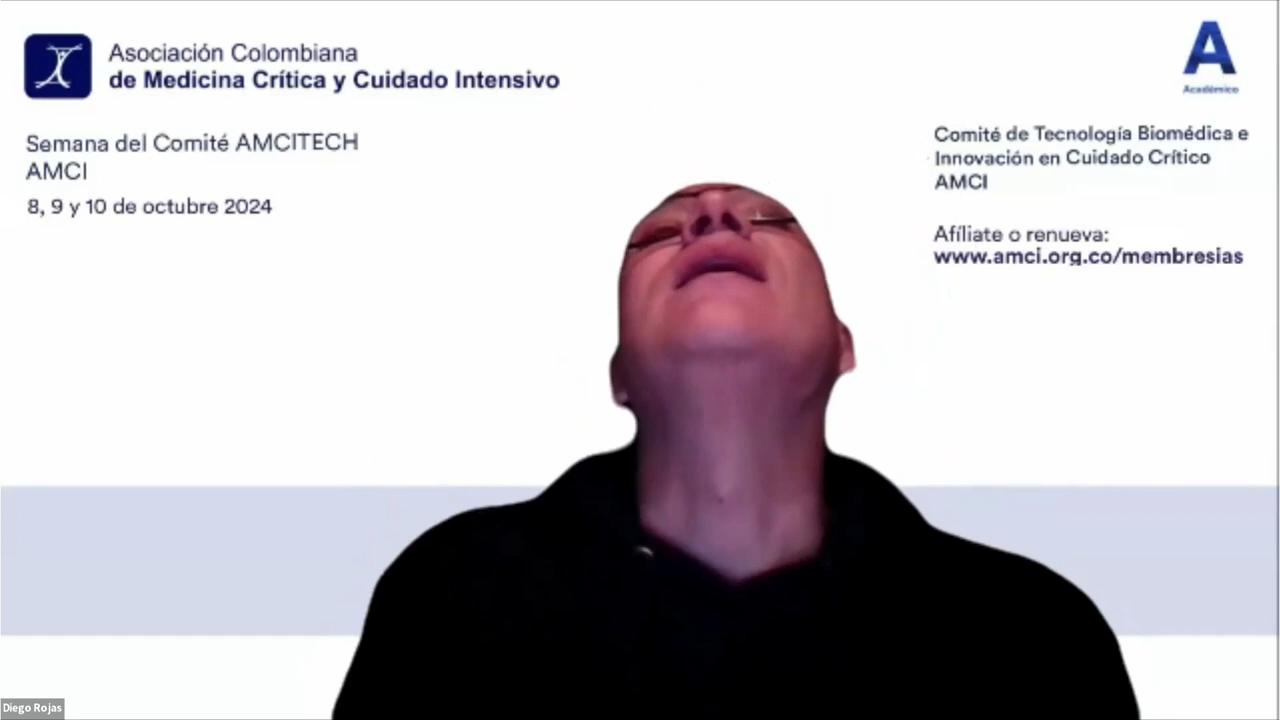 Asociación Colombiana
de Medicina Crítica y Cuidado Intensivo
Semana del Comité AMCITECH
AMCI
8, 9 y 10 de octubre 2024
A
Académico
Comité de Tecnología Biomédica e
Innovación en Cuidado Crítico
AMCI
Afíliate o renueva:
www.amci.org.co/membresias
Diego Rojas